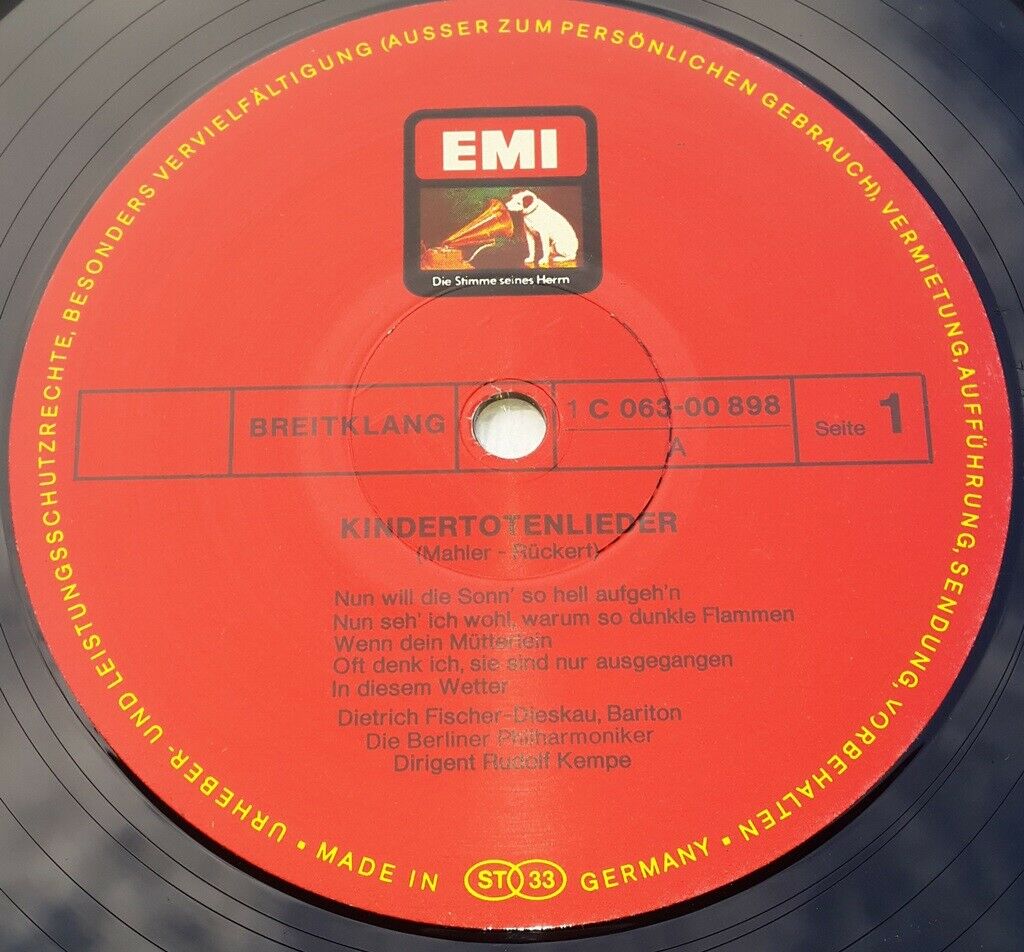 URHEBER- UND LEISTUNGSSCHUTZRECHTE, BESONDERS VERVIELFÄLTIGUNG (AUSSER ZUM PERSÖNLICHEN GEBRAUCH), VERMIETUNG, AUFFÜHRUNG, SENDUNG, VORBEHALTEN
EMI
Die Stimme seines Herrn
BREITKLANG
1 C 063-00 898
A
Seite 1
KINDERTOTENLIEDER
(Mahler - Rückert)
Nun will die Sonn' so hell aufgeh'n
Nun seh' ich wohl, warum so dunkle Flammen
Wenn dein Mütterlein
Oft denk ich, sie sind nur ausgegangen
In diesem Wetter
Dietrich Fischer-Dieskau, Bariton
Die Berliner Philharmoniker
Dirigent Rudolf Kempe
MADE IN ST 33 GERMANY